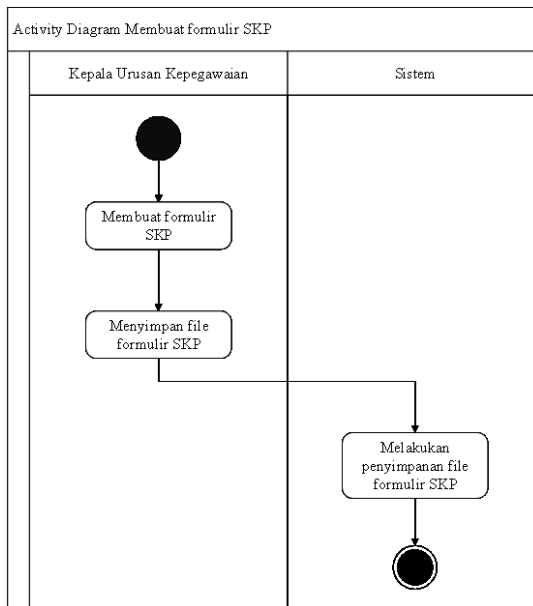 Activity Diagram Membuat formulir SKP
Kepala Urusan Kepegawaian
Sistem
Membuat formulir
SKP
Menyimpan file
formulir SKP
Melakukan
penyimpanan file
formulir SKP